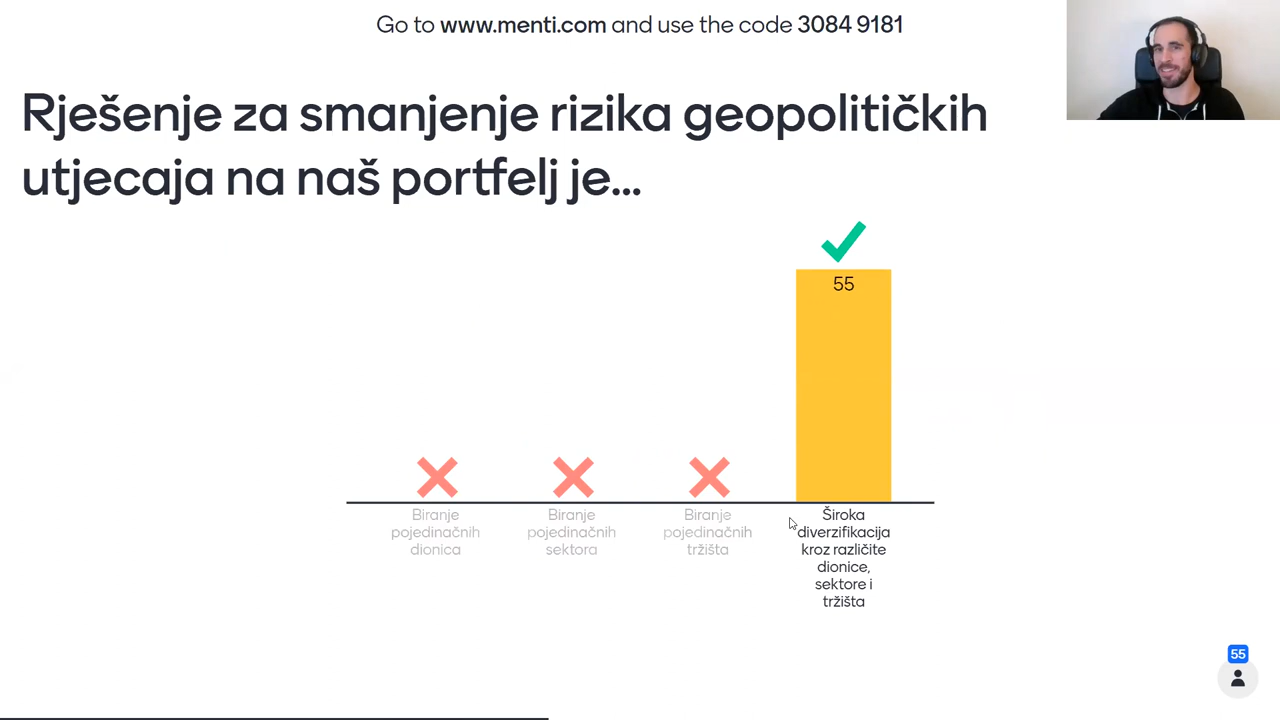 Go to www.menti.com and use the code 3084 9181
Rješenje za smanjenje rizika geopolitičkih
utjecaja na naš portfelj je...
55
Biranje
pojedinačnih
dionica
Biranje
pojedinačnih
sektora
Biranje
pojedinačnih
tržišta
Široka
diverzifikacija
kroz različite
dionice,
sektore i
tržišta
55